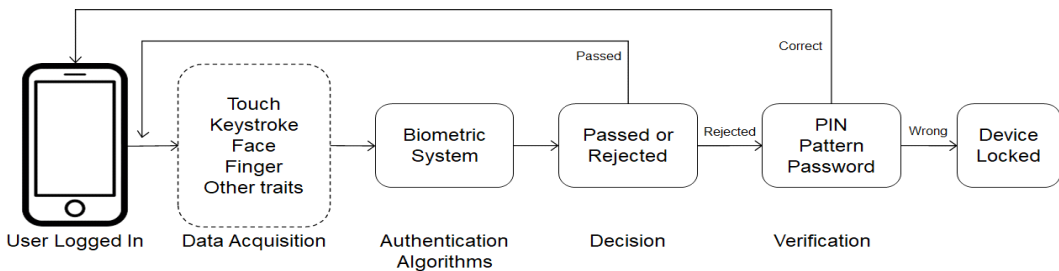 Correct
Passed
Touch
Keystroke
Face
Finger
Other traits
Biometric
System
Passed or
Rejected
Rejected
PIN
Pattern
Password
Wrong
Device
Locked
User Logged In
Data Acquisition
Authentication
Algorithms
Decision
Verification